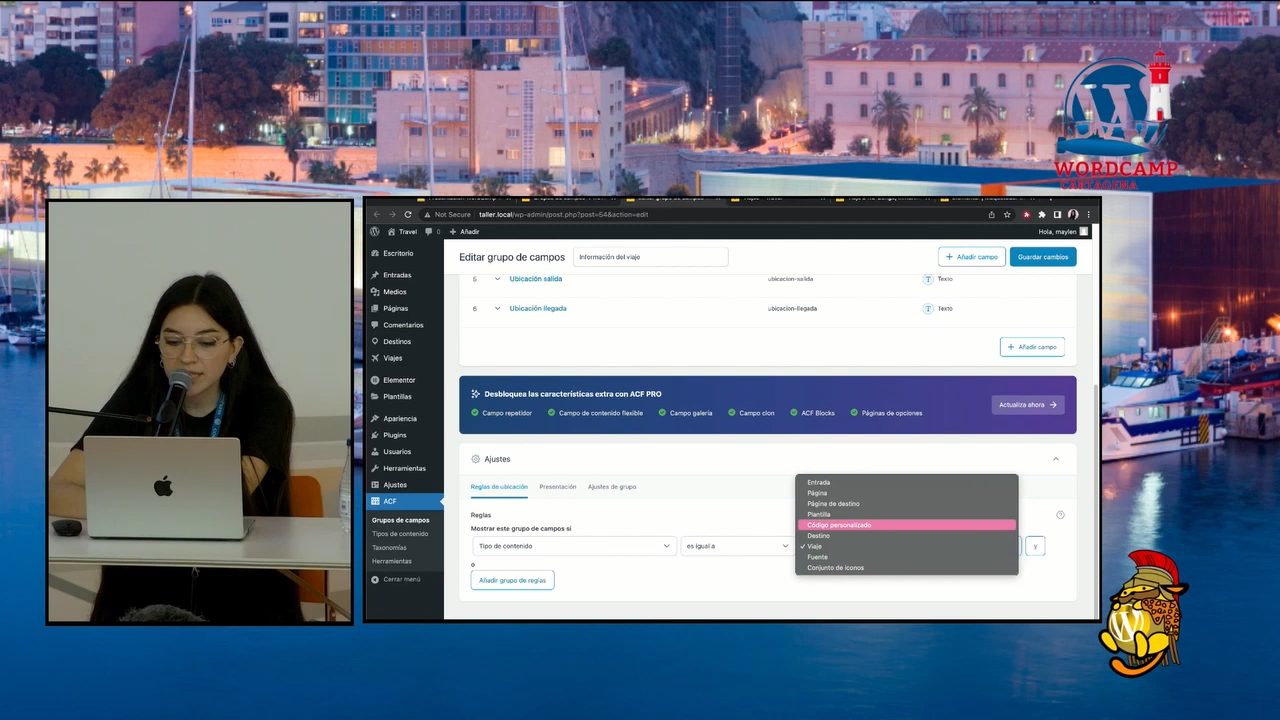 WORDCAMP
CARTAGENA
Not Secure
taller.local/wp-admin/post.php?post=54&action=edit
Travel
0
Añadir
Hola, maylen
Escritorio
Entradas
Medios
Páginas
Comentarios
Destinos
Viajes
Elementor
Plantillas
Apariencia
Plugins
Usuarios
Herramientas
Ajustes
ACF
Grupos de campos
Tipos de contenido
Taxonomías
Herramientas
Cerrar menú
Editar grupo de campos
Información del viaje
+ Añadir campo
Guardar cambios
5 Ubicación salida ubicacion-salida T Texto
6 Ubicación llegada ubicacion-llegada T Texto
+ Añadir campo
Desbloquea las características extra con ACF PRO
Campo repetidor Campo de contenido flexible Campo galería Campo clon ACF Blocks Páginas de opciones
Actualiza ahora →
Ajustes
Reglas de ubicación Presentación Ajustes de grupo
Reglas
Mostrar este grupo de campos si
Tipo de contenido
es igual a
y
Entrada
Página
Página de destino
Plantilla
Código personalizado
Destino
✓ Viaje
Fuente
Conjunto de iconos
o
Añadir grupo de reglas